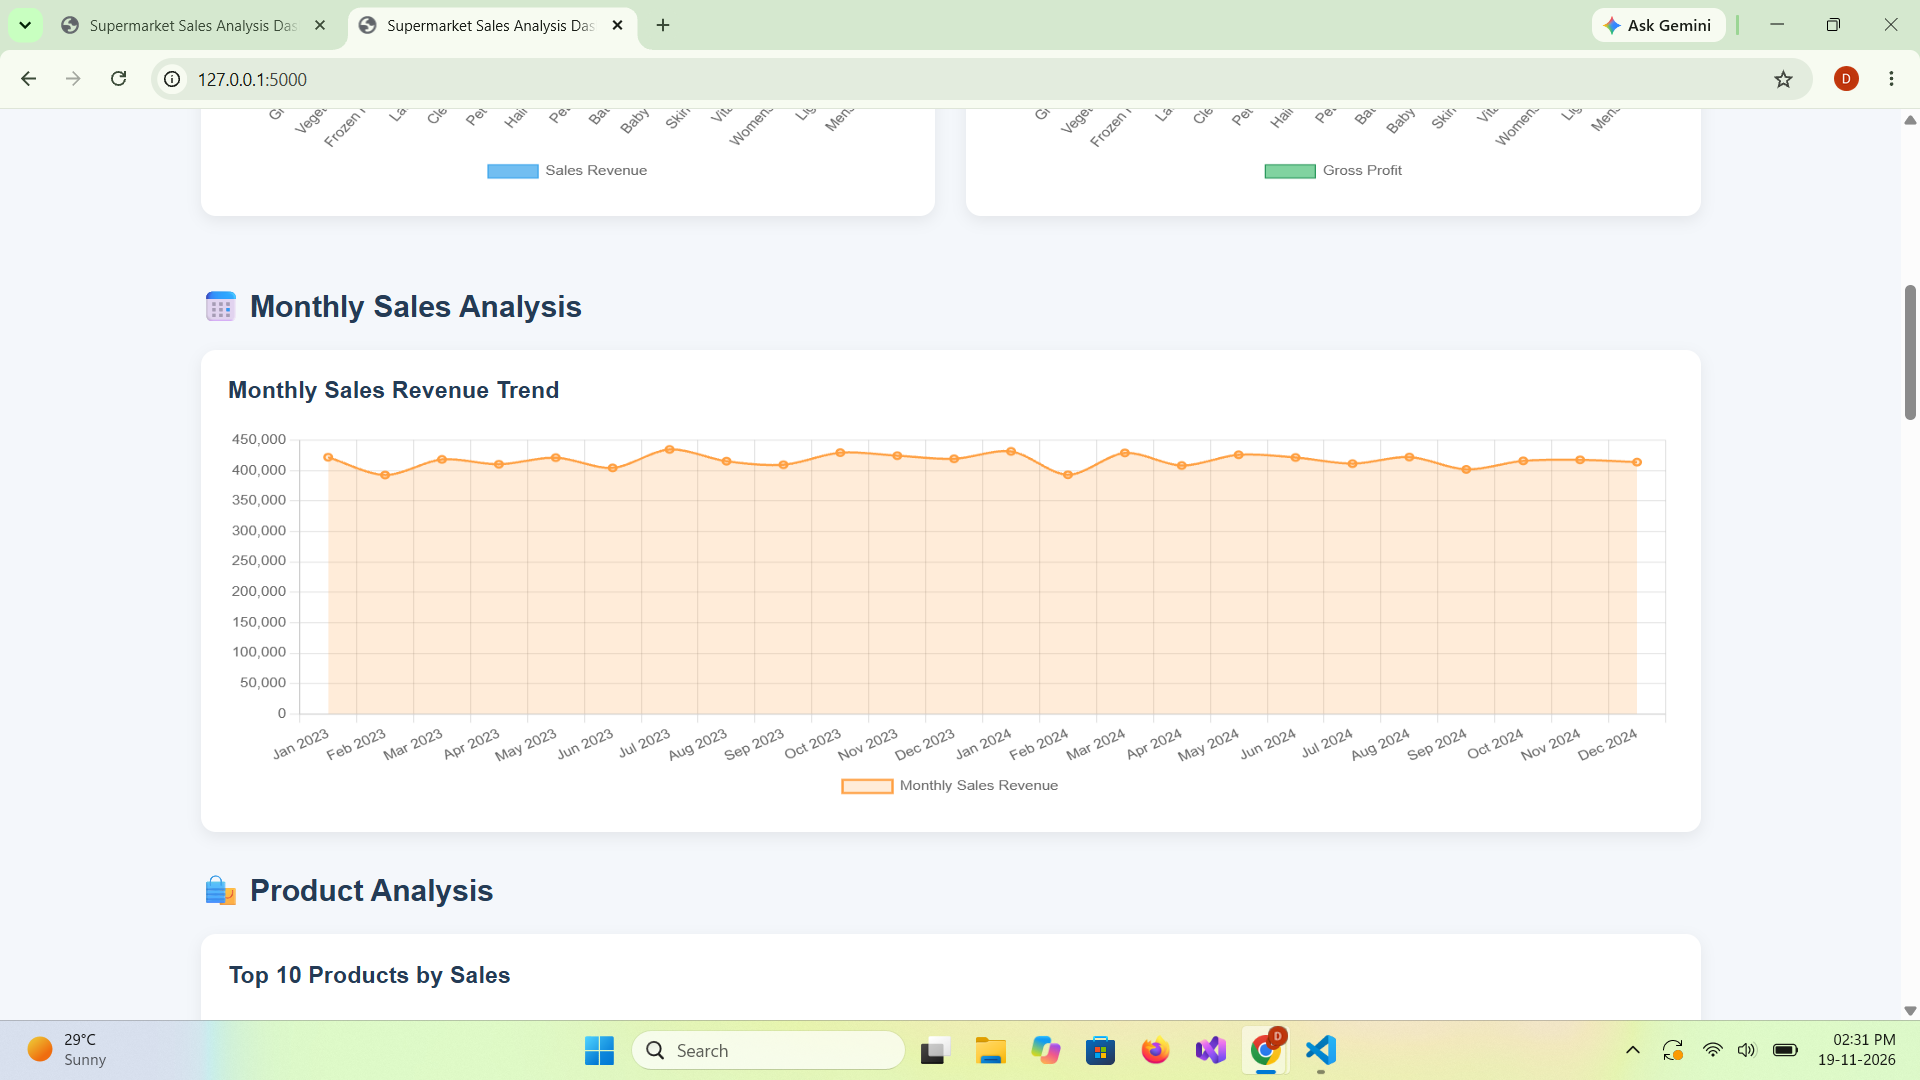 Supermarket Sales Analysis Das
Supermarket Sales Analysis Das
Ask Gemini
127.0.0.1:5000
D
Sales Revenue
Gross Profit
Monthly Sales Analysis
Monthly Sales Revenue Trend
450,000
400,000
350,000
300,000
250,000
200,000
150,000
100,000
50,000
0
Jan 2023
Feb 2023
Mar 2023
Apr 2023
May 2023
Jun 2023
Jul 2023
Aug 2023
Sep 2023
Oct 2023
Nov 2023
Dec 2023
Jan 2024
Feb 2024
Mar 2024
Apr 2024
May 2024
Jun 2024
Jul 2024
Aug 2024
Sep 2024
Oct 2024
Nov 2024
Dec 2024
Monthly Sales Revenue
Product Analysis
Top 10 Products by Sales
29°C
Sunny
Search
D
02:31 PM
19-11-2026